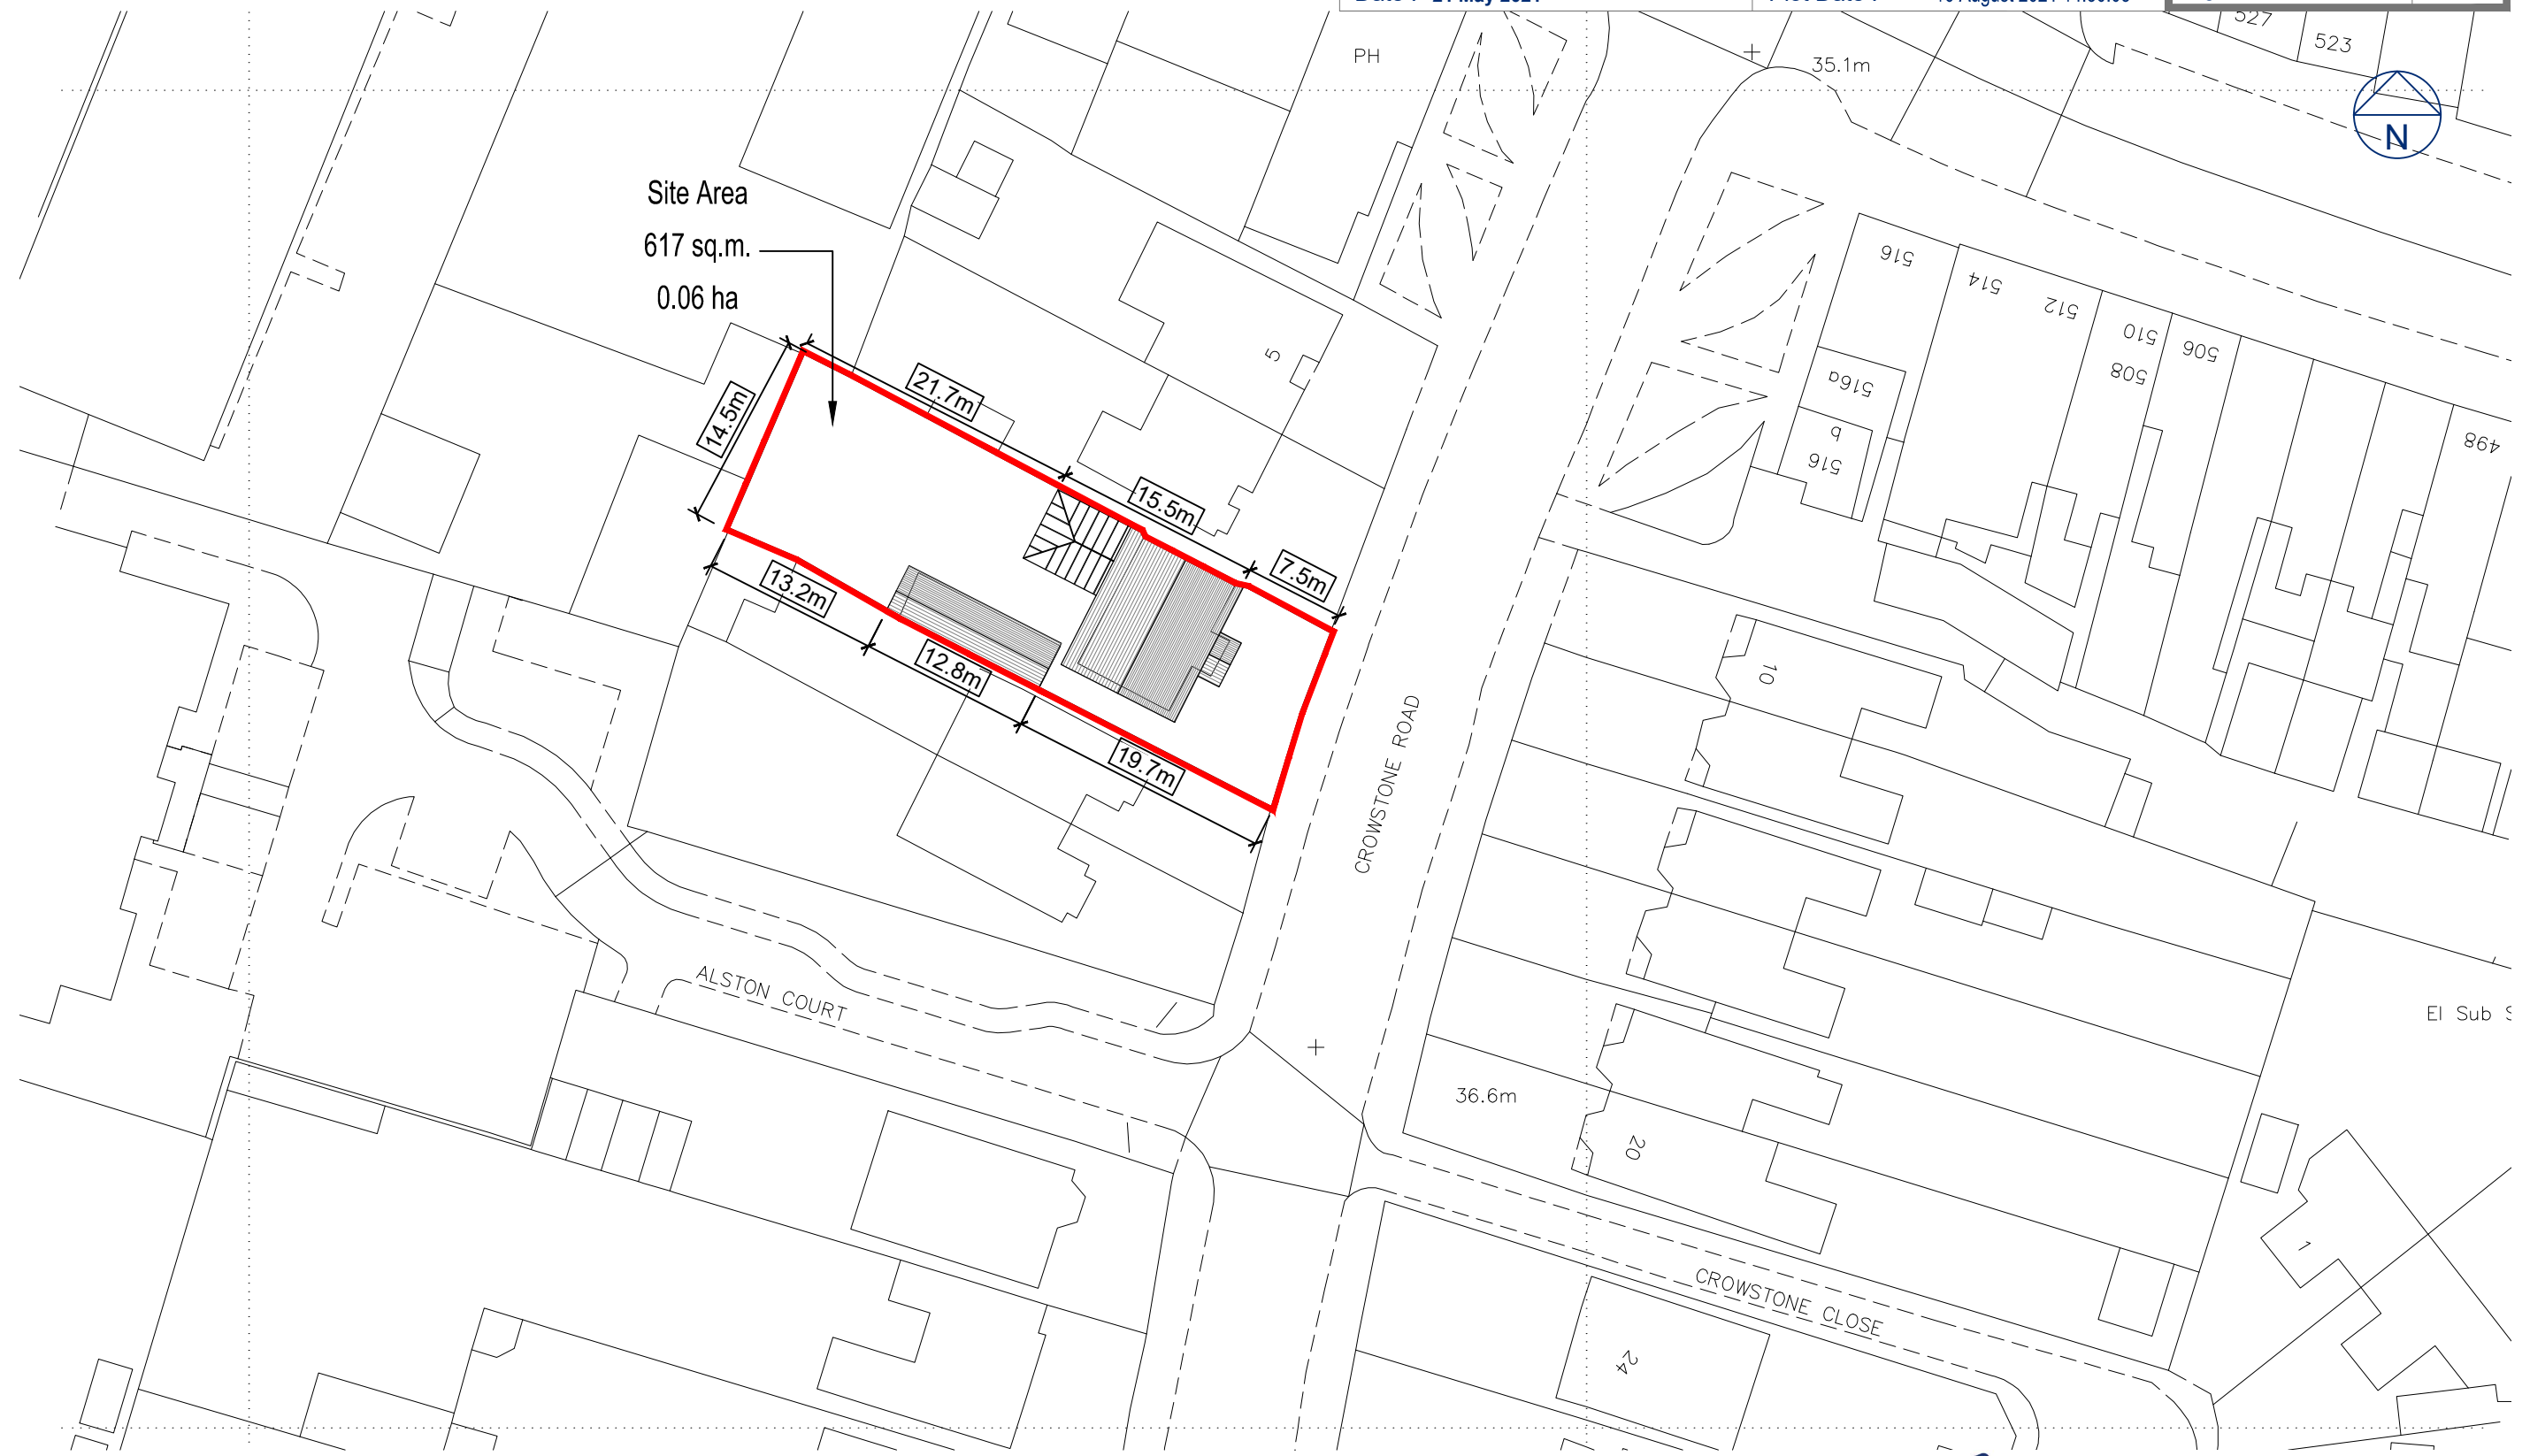 PH
35.1m
527
523
N
Site Area
617 sq.m.
0.06 ha
516
514
512
510
508
506
498
516a
b
516
5
21.7m
14.5m
15.5m
7.5m
13.2m
12.8m
19.7m
10
CROWSTONE ROAD
ALSTON COURT
El Sub
36.6m
20
1
CROWSTONE CLOSE
24